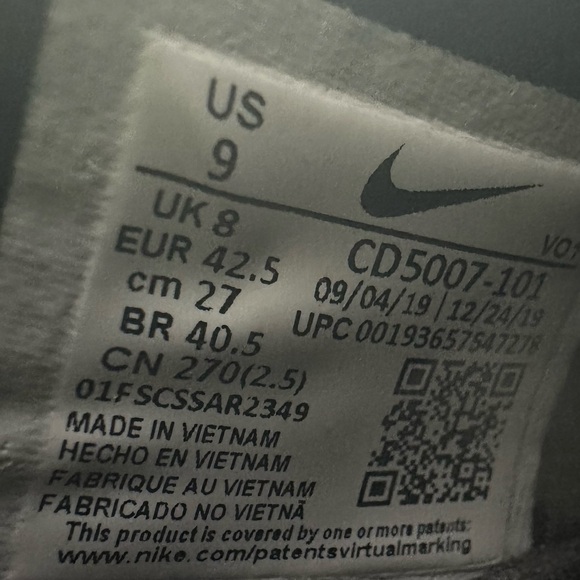 US
9
UK 8
EUR 42.5
cm 27
BR 40.5
CN 270(2.5)
01FSCSSAR2349
VOT
CD5007-101
09/04/19 | 12/24/19
UPC
MADE IN VIETNAM
HECHO EN VIETNAM
FABRIQUE AU VIETNAM
FABRICADO NO VIETNÃ
This product is covered by one or more patents:
www.nike.com/patentsvirtualmarking